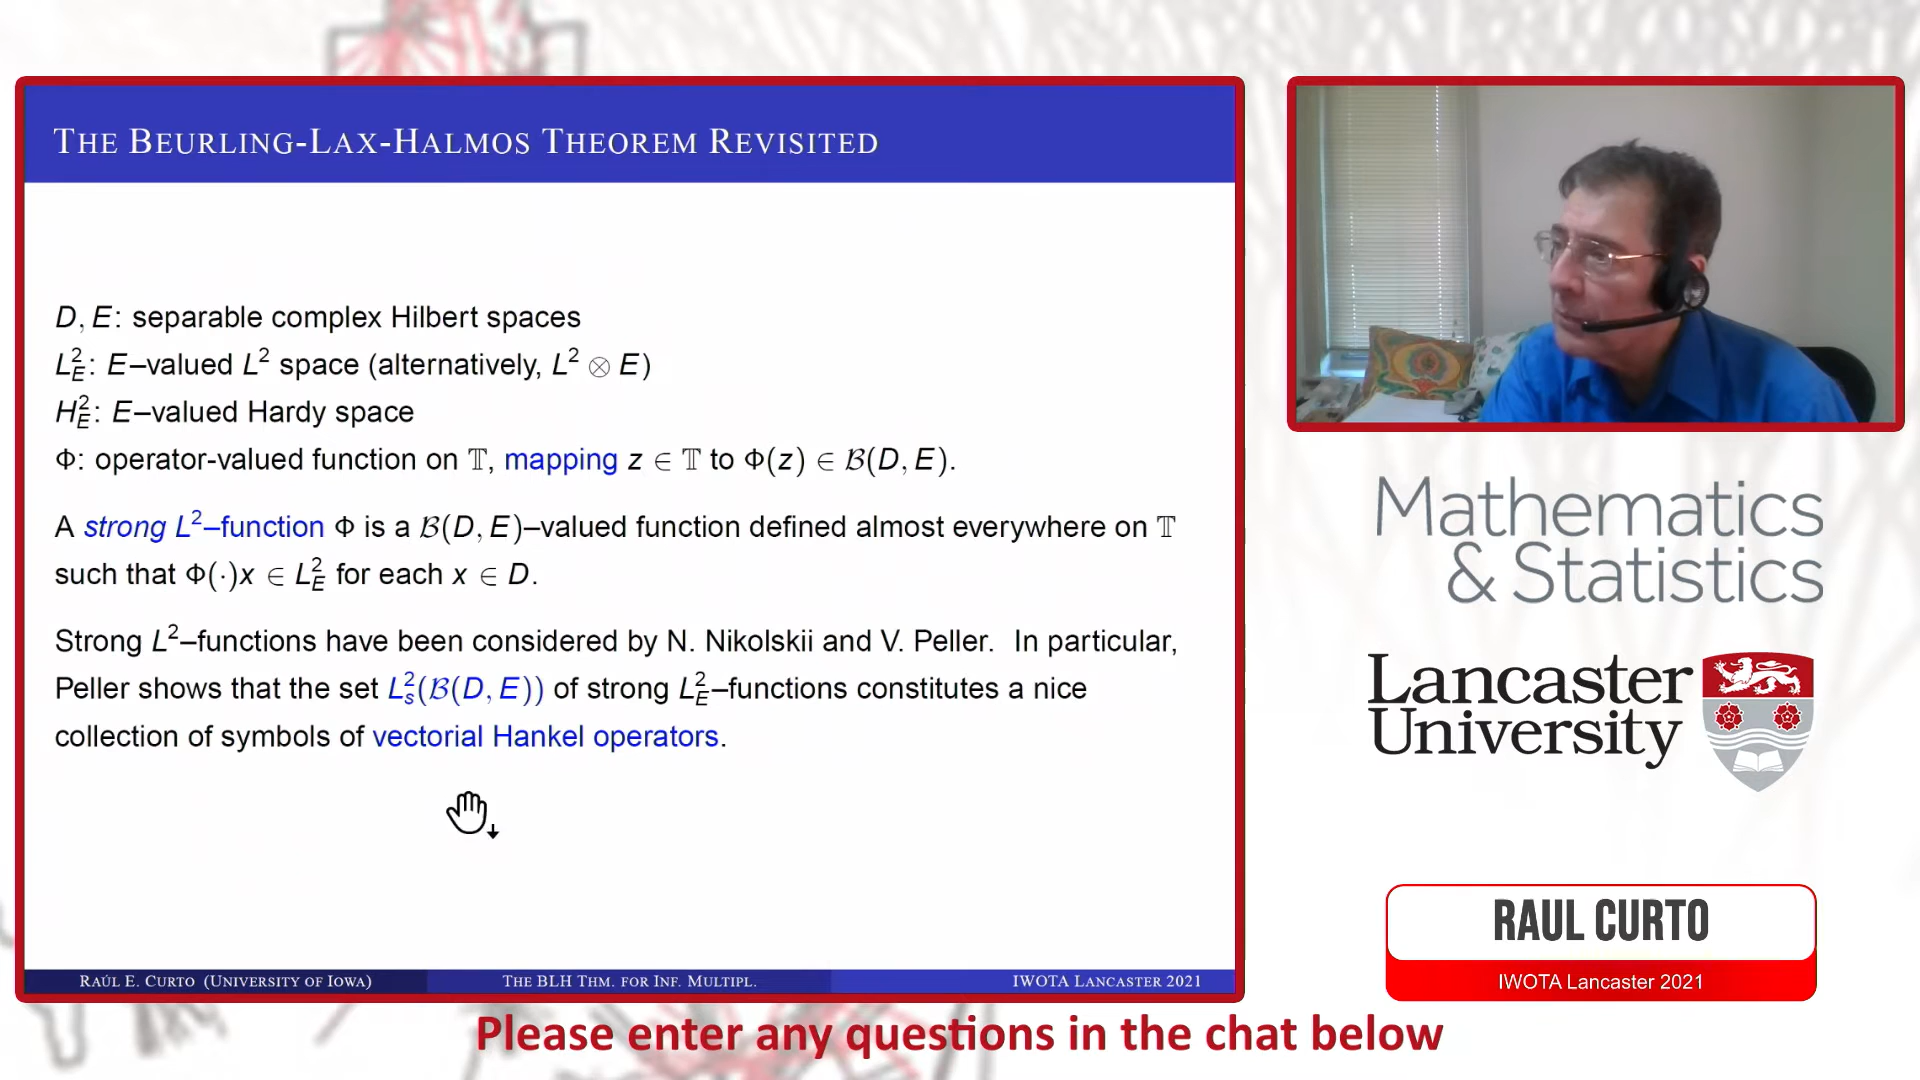 THE BEURLING-LAX-HALMOS THEOREM REVISITED
D, E: separable complex Hilbert spaces
L²_E: E–valued L² space (alternatively, L² ⊗ E)
H²_E: E–valued Hardy space
Φ: operator-valued function on 𝕋, mapping z ∈ 𝕋 to Φ(z) ∈ ℬ(D, E).
A strong L²–function Φ is a ℬ(D, E)–valued function defined almost everywhere on 𝕋
such that Φ(·)x ∈ L²_E for each x ∈ D.
Strong L²–functions have been considered by N. Nikolskii and V. Peller. In particular,
Peller shows that the set L²_s(ℬ(D, E)) of strong L²_E–functions constitutes a nice
collection of symbols of vectorial Hankel operators.
RAÚL E. CURTO (UNIVERSITY OF IOWA)
THE BLH THM. FOR INF. MULTIPL.
IWOTA LANCASTER 2021
Mathematics
& Statistics
Lancaster
University
RAUL CURTO
IWOTA Lancaster 2021
Please enter any questions in the chat below